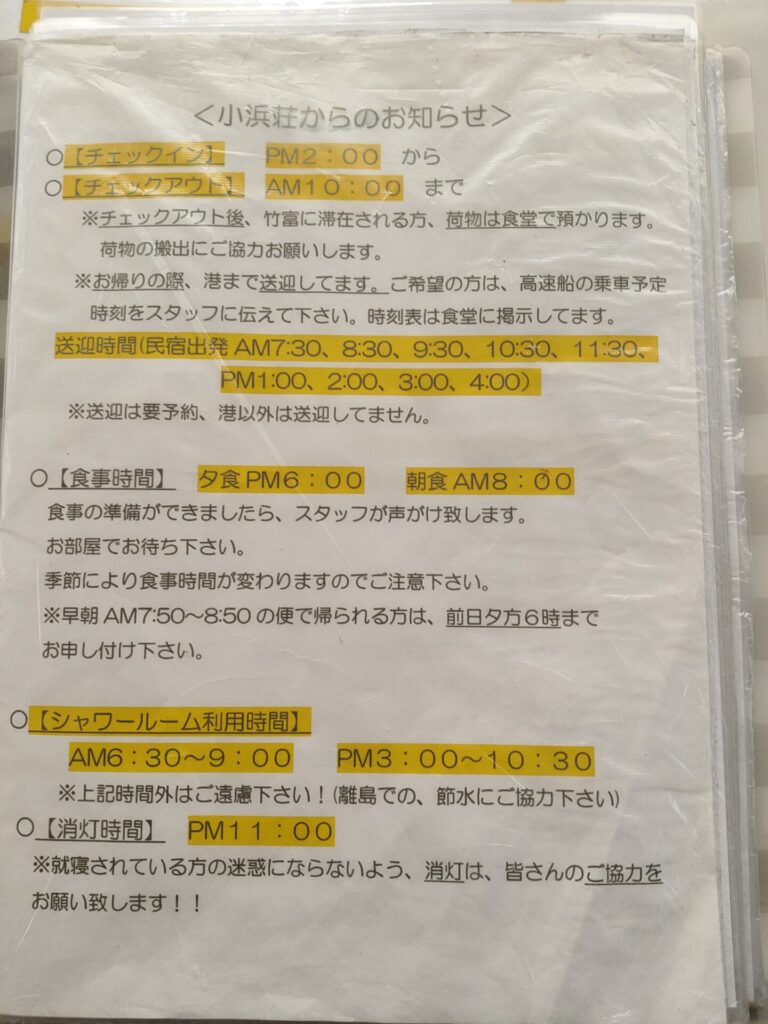 ＜小浜荘からのお知らせ＞
○【チェックイン】　PM２：００　から
○【チェックアウト】　AM１０：００　まで
※チェックアウト後、竹富に滞在される方、荷物は食堂で預かります。
荷物の搬出にご協力お願いします。
※お帰りの際、港まで送迎してます。ご希望の方は、高速船の乗車予定
時刻をスタッフに伝えて下さい。時刻表は食堂に掲示してます。
送迎時間(民宿出発 AM7:30、8:30、9:30、10:30、11:30、
PM1:00、2:00、3:00、4:00）
※送迎は要予約、港以外は送迎してません。
○【食事時間】　夕食 PM６：００　朝食 AM８：００
食事の準備ができましたら、スタッフが声がけ致します。
お部屋でお待ち下さい。
季節により食事時間が変わりますのでご注意下さい。
※早朝 AM7:50～8:50 の便で帰られる方は、前日夕方６時まで
お申し付け下さい。
○【シャワールーム利用時間】
AM６：３０～９：００　PM３：００～１０：３０
※上記時間外はご遠慮下さい！(離島での、節水にご協力下さい)
○【消灯時間】　PM１１：００
※就寝されている方の迷惑にならないよう、消灯は、皆さんのご協力を
お願い致します！！